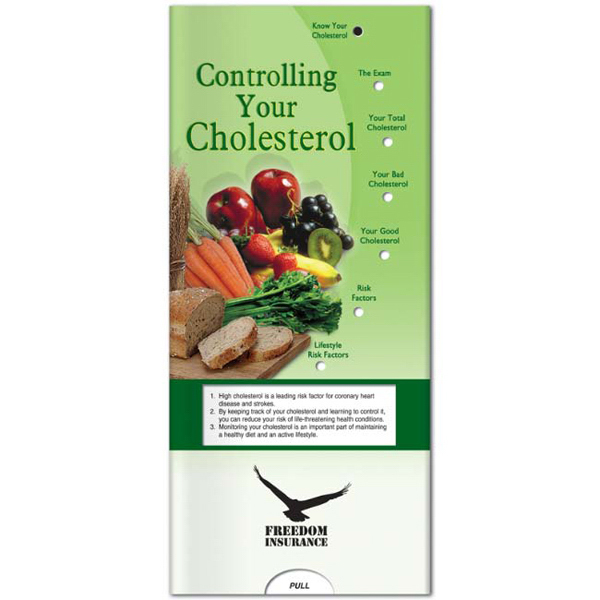 Know Your
Cholesterol
Controlling
Your
Cholesterol
The Exam
Your Total
Cholesterol
Your Bad
Cholesterol
Your Good
Cholesterol
Risk
Factors
Lifestyle
Risk Factors
1. High cholesterol is a leading risk factor for coronary heart
disease and strokes.
2. By keeping track of your cholesterol and learning to control it,
you can reduce your risk of life-threatening health conditions.
3. Monitoring your cholesterol is an important part of maintaining
a healthy diet and an active lifestyle.
FREEDOM
INSURANCE
PULL